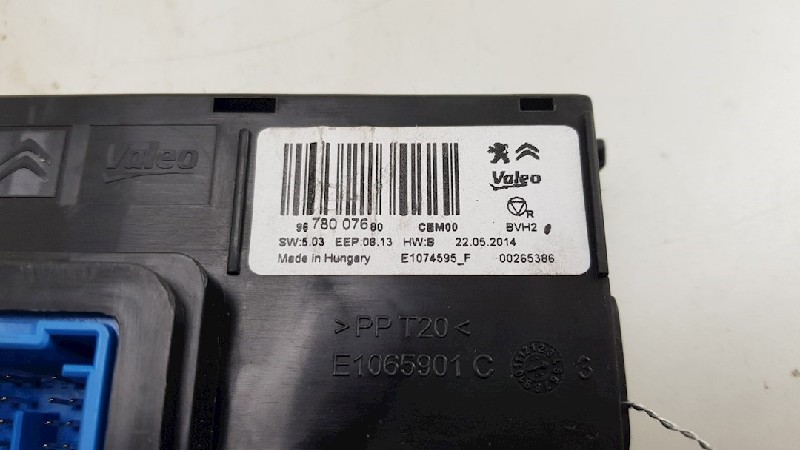 Valeo
Valeo
R
96 780 076 80 CBM00 BVH2
SW:5.03 EEP:08.13 HW:B 22.05.2014
Made in Hungary E1074595_F 00265386
>PP T20<
E1065901 C 3